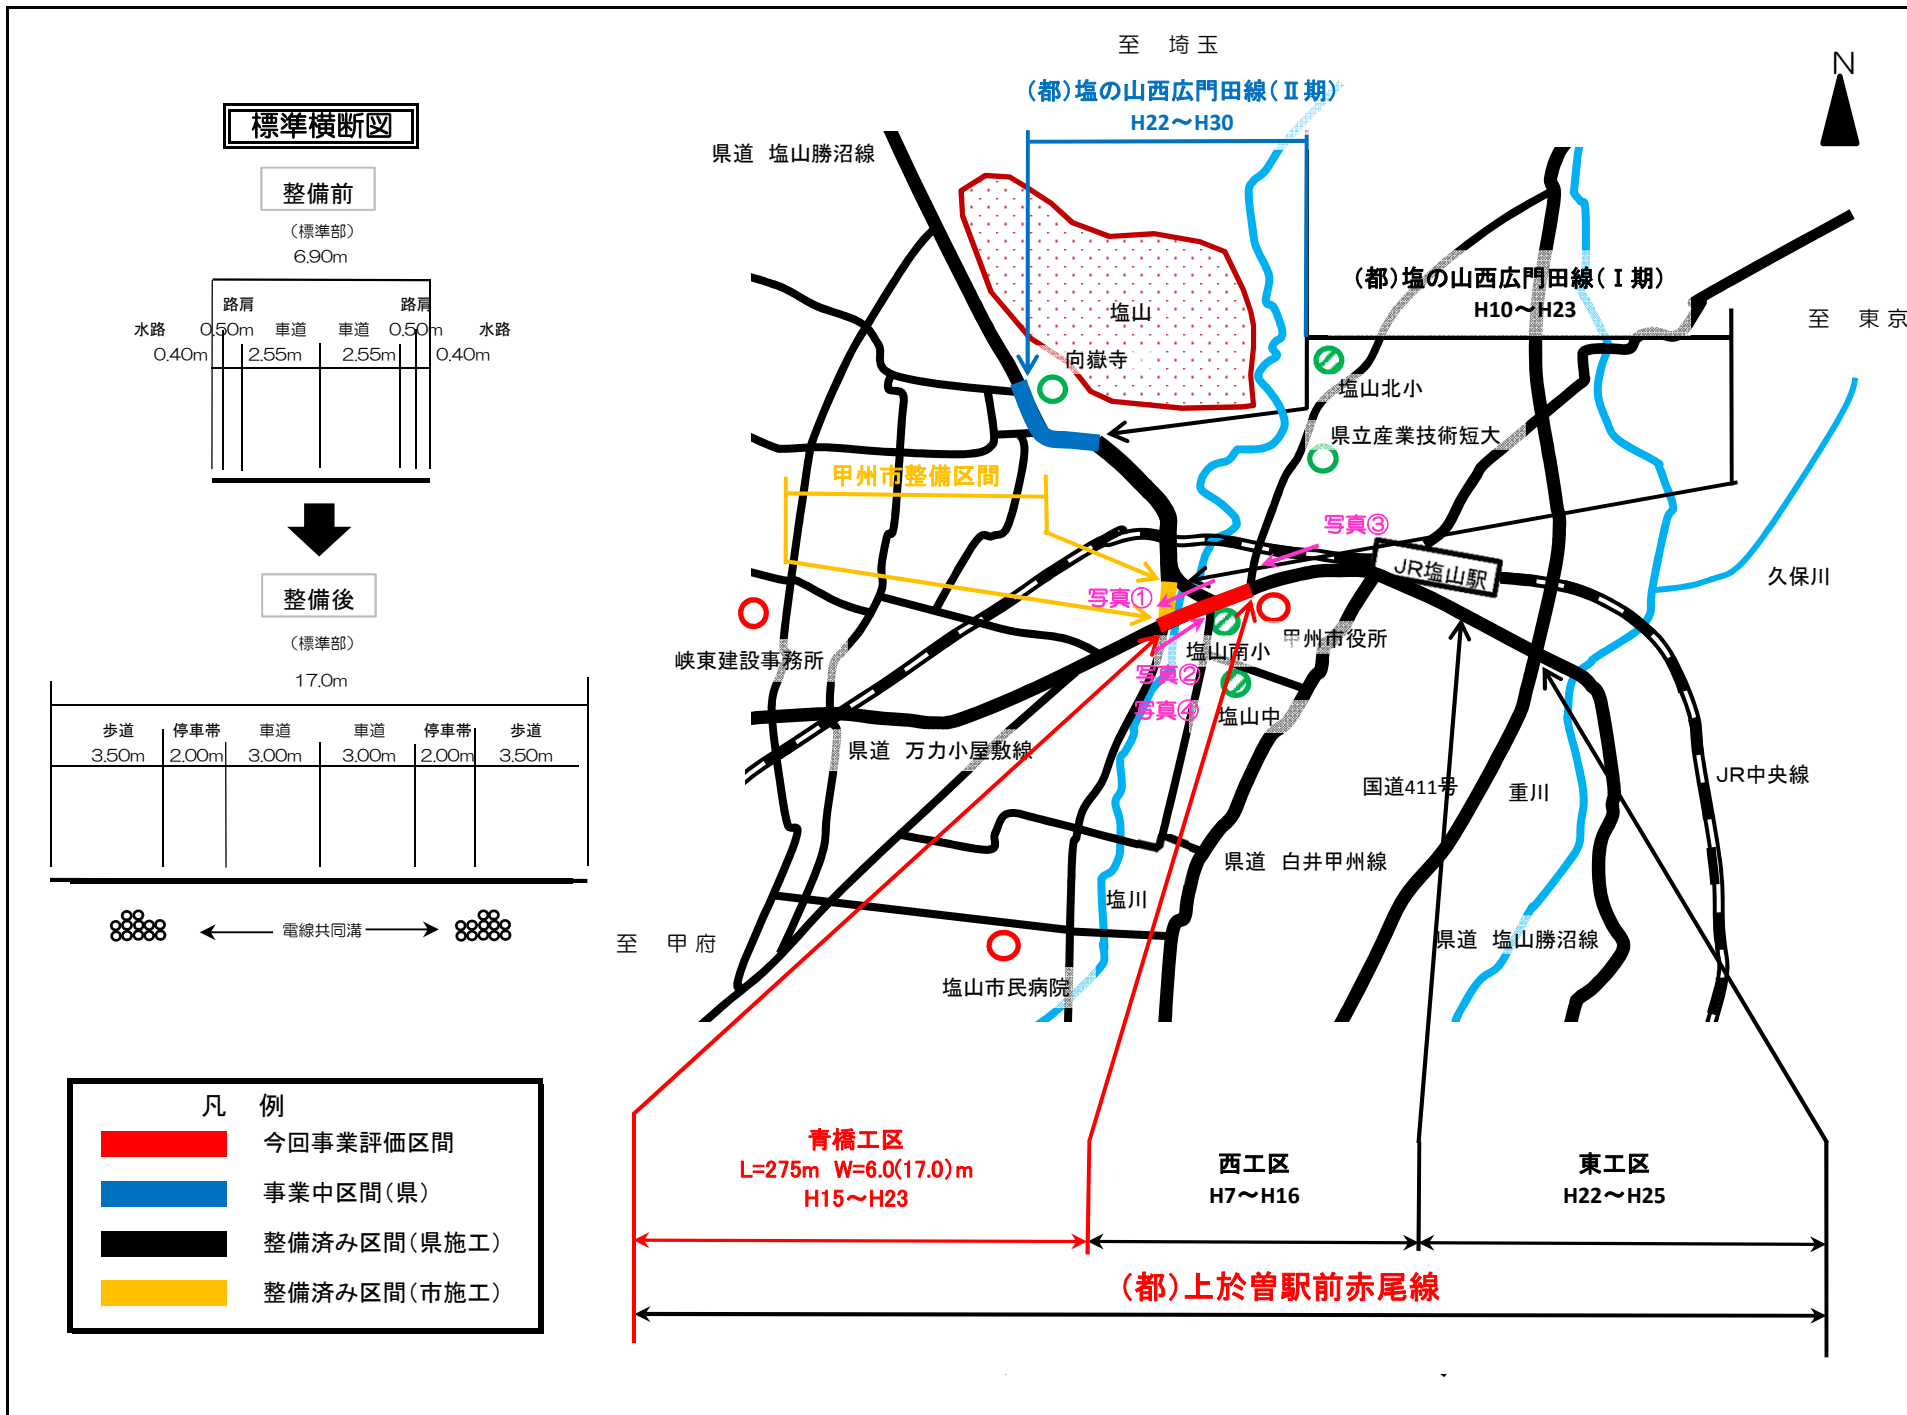 標準横断図
整備前
(標準部)
6.90m
路肩 路肩
水路 0.50m 車道 車道 0.50m 水路
0.40m 2.55m 2.55m 0.40m
整備後
(標準部)
17.0m
歩道 停車帯 車道 車道 停車帯 歩道
3.50m 2.00m 3.00m 3.00m 2.00m 3.50m
電線共同溝
凡 例
今回事業評価区間
事業中区間(県)
整備済み区間(県施工)
整備済み区間(市施工)
至 埼玉
N
(都)塩の山西広門田線(Ⅱ期)
H22～H30
県道 塩山勝沼線
(都)塩の山西広門田線(Ⅰ期)
H10～H23
至 東京
塩山
向嶽寺
塩山北小
県立産業技術短大
甲州市整備区間
写真③
JR塩山駅
久保川
写真①
峡東建設事務所
塩山南小
甲州市役所
写真②
写真④
塩山中
県道 万力小屋敷線
国道411号
重川
JR中央線
県道 白井甲州線
塩川
至 甲府
県道 塩山勝沼線
塩山市民病院
青橋工区
L=275m W=6.0(17.0)m
H15～H23
西工区
H7～H16
東工区
H22～H25
(都)上於曽駅前赤尾線